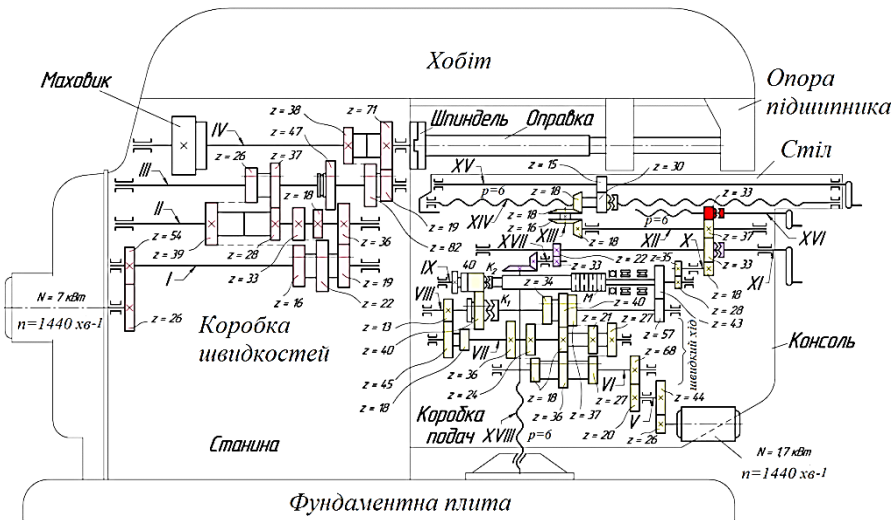 Хобіт
Маховик
Опора
підшипника
IV
z = 38
z = 47
z = 71
Шпиндель
Оправка
Стіл
z = 26
z = 37
III
XV
z = 15
z = 30
z = 18
z = 33
p=6
II
z = 18
z = 19
XIV
z = 18
z = 16
XIII
p=6
XII
XVI
z = 54
z = 82
z = 18
z = 37
z = 39
z = 28
z = 36
XVII
X
z = 33
XI
I
z = 33
z = 19
z = 22
z = 35
IX
40
K₂
z = 33
N = 7 кВт
z = 16
z = 22
z = 34
z = 18
VIII
K₁
M
z = 40
z = 28
n=1440 хв-1
z = 26
Коробка
швидкостей
z = 13
z = 21
z = 27
z = 57
z = 43
z = 40
VII
z = 68
швидкий хід
Консоль
z = 36
VI
z = 45
z = 24
z = 18
z = 27
z = 44
z = 18
z = 36
z = 37
V
Коробка
подач
XVIII
p=6
z = 20
z = 26
Станина
N = 1,7 кВт
n=1440 хв-1
Фундаментна плита